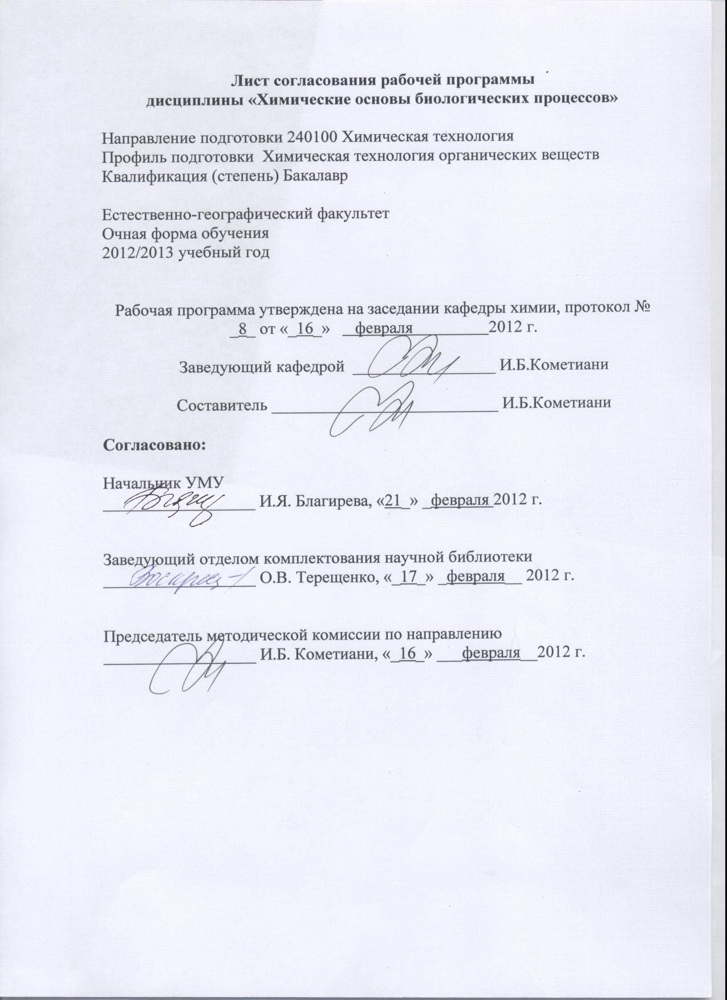 Лист согласования рабочей программы
дисциплины «Химические основы биологических процессов»
Направление подготовки 240100 Химическая технология
Профиль подготовки Химическая технология органических веществ
Квалификация (степень) Бакалавр
Естественно-географический факультет
Очная форма обучения
2012/2013 учебный год
Рабочая программа утверждена на заседании кафедры химии, протокол №
_8_ от «_16_» _февраля_________2012 г.
Заведующий кафедрой _________________ И.Б.Кометиани
Составитель ___________________________ И.Б.Кометиани
Согласовано:
Начальник УМУ
__________________ И.Я. Благирева, «21_» _февраля 2012 г.
Заведующий отделом комплектования научной библиотеки
__________________ О.В. Терещенко, «_17_» _февраля__ 2012 г.
Председатель методической комиссии по направлению
__________________ И.Б. Кометиани, «_16_» ___февраля__2012 г.